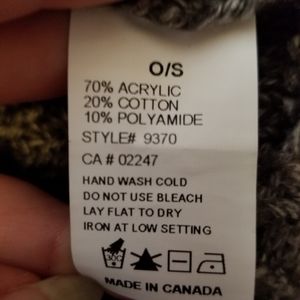 O/S
70% ACRYLIC
20% COTTON
10% POLYAMIDE
STYLE# 9370
CA # 02247
HAND WASH COLD
DO NOT USE BLEACH
LAY FLAT TO DRY
IRON AT LOW SETTING
MADE IN CANADA